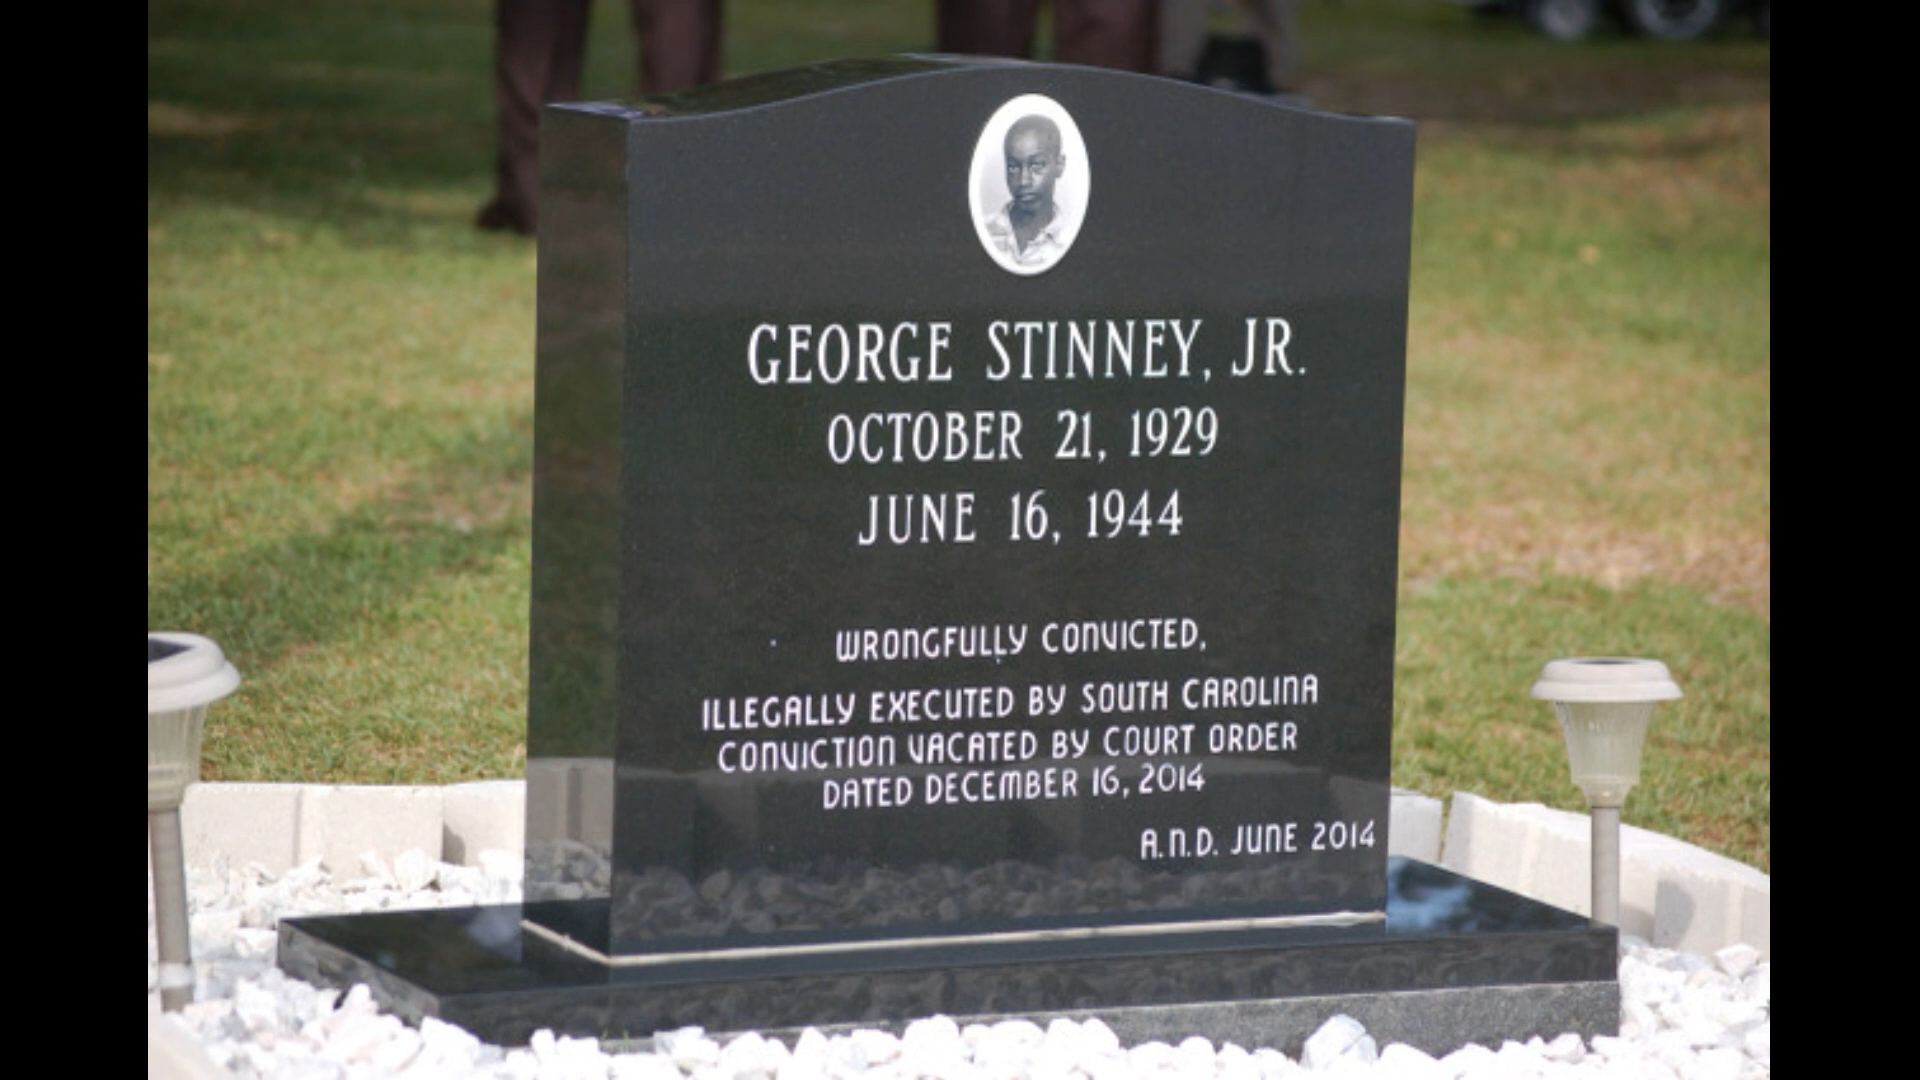 GEORGE STINNEY, JR.
OCTOBER 21, 1929
JUNE 16, 1944
WRONGFULLY CONVICTED,
ILLEGALLY EXECUTED BY SOUTH CAROLINA
CONVICTION VACATED BY COURT ORDER
DATED DECEMBER 16, 2014
A.N.D. JUNE 2014